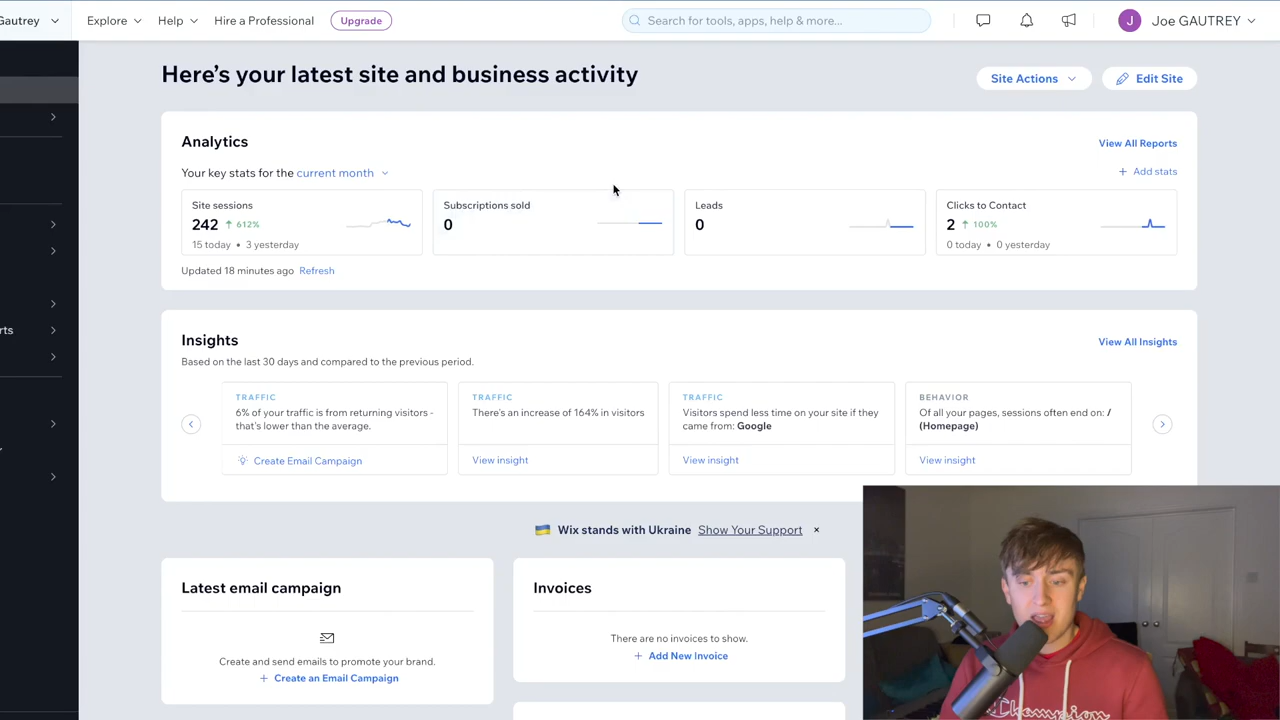 Gautrey
Explore
Help
Hire a Professional
Upgrade
Search for tools, apps, help & more...
J
Joe GAUTREY
Here's your latest site and business activity
Site Actions
Edit Site
Analytics
View All Reports
Your key stats for the current month
+ Add stats
Site sessions
242 ↑ 612%
15 today • 3 yesterday
Subscriptions sold
0
Leads
0
Clicks to Contact
2 ↑ 100%
0 today • 0 yesterday
Updated 18 minutes ago Refresh
Insights
View All Insights
Based on the last 30 days and compared to the previous period.
TRAFFIC
6% of your traffic is from returning visitors -
that's lower than the average.
Create Email Campaign
TRAFFIC
There's an increase of 164% in visitors
View insight
TRAFFIC
Visitors spend less time on your site if they
came from: Google
View insight
BEHAVIOR
Of all your pages, sessions often end on: /
(Homepage)
View insight
rts
Wix stands with Ukraine Show Your Support ×
Latest email campaign
Create and send emails to promote your brand.
+ Create an Email Campaign
Invoices
There are no invoices to show.
+ Add New Invoice
Champion